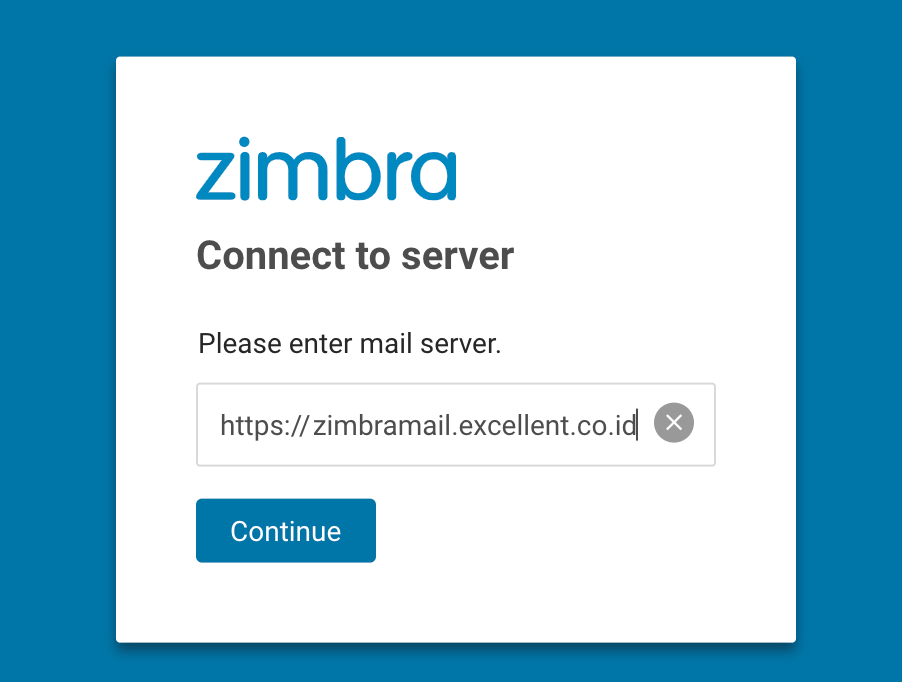 zimbra
Connect to server
Please enter mail server.
https://zimbramail.excellent.co.id
Continue